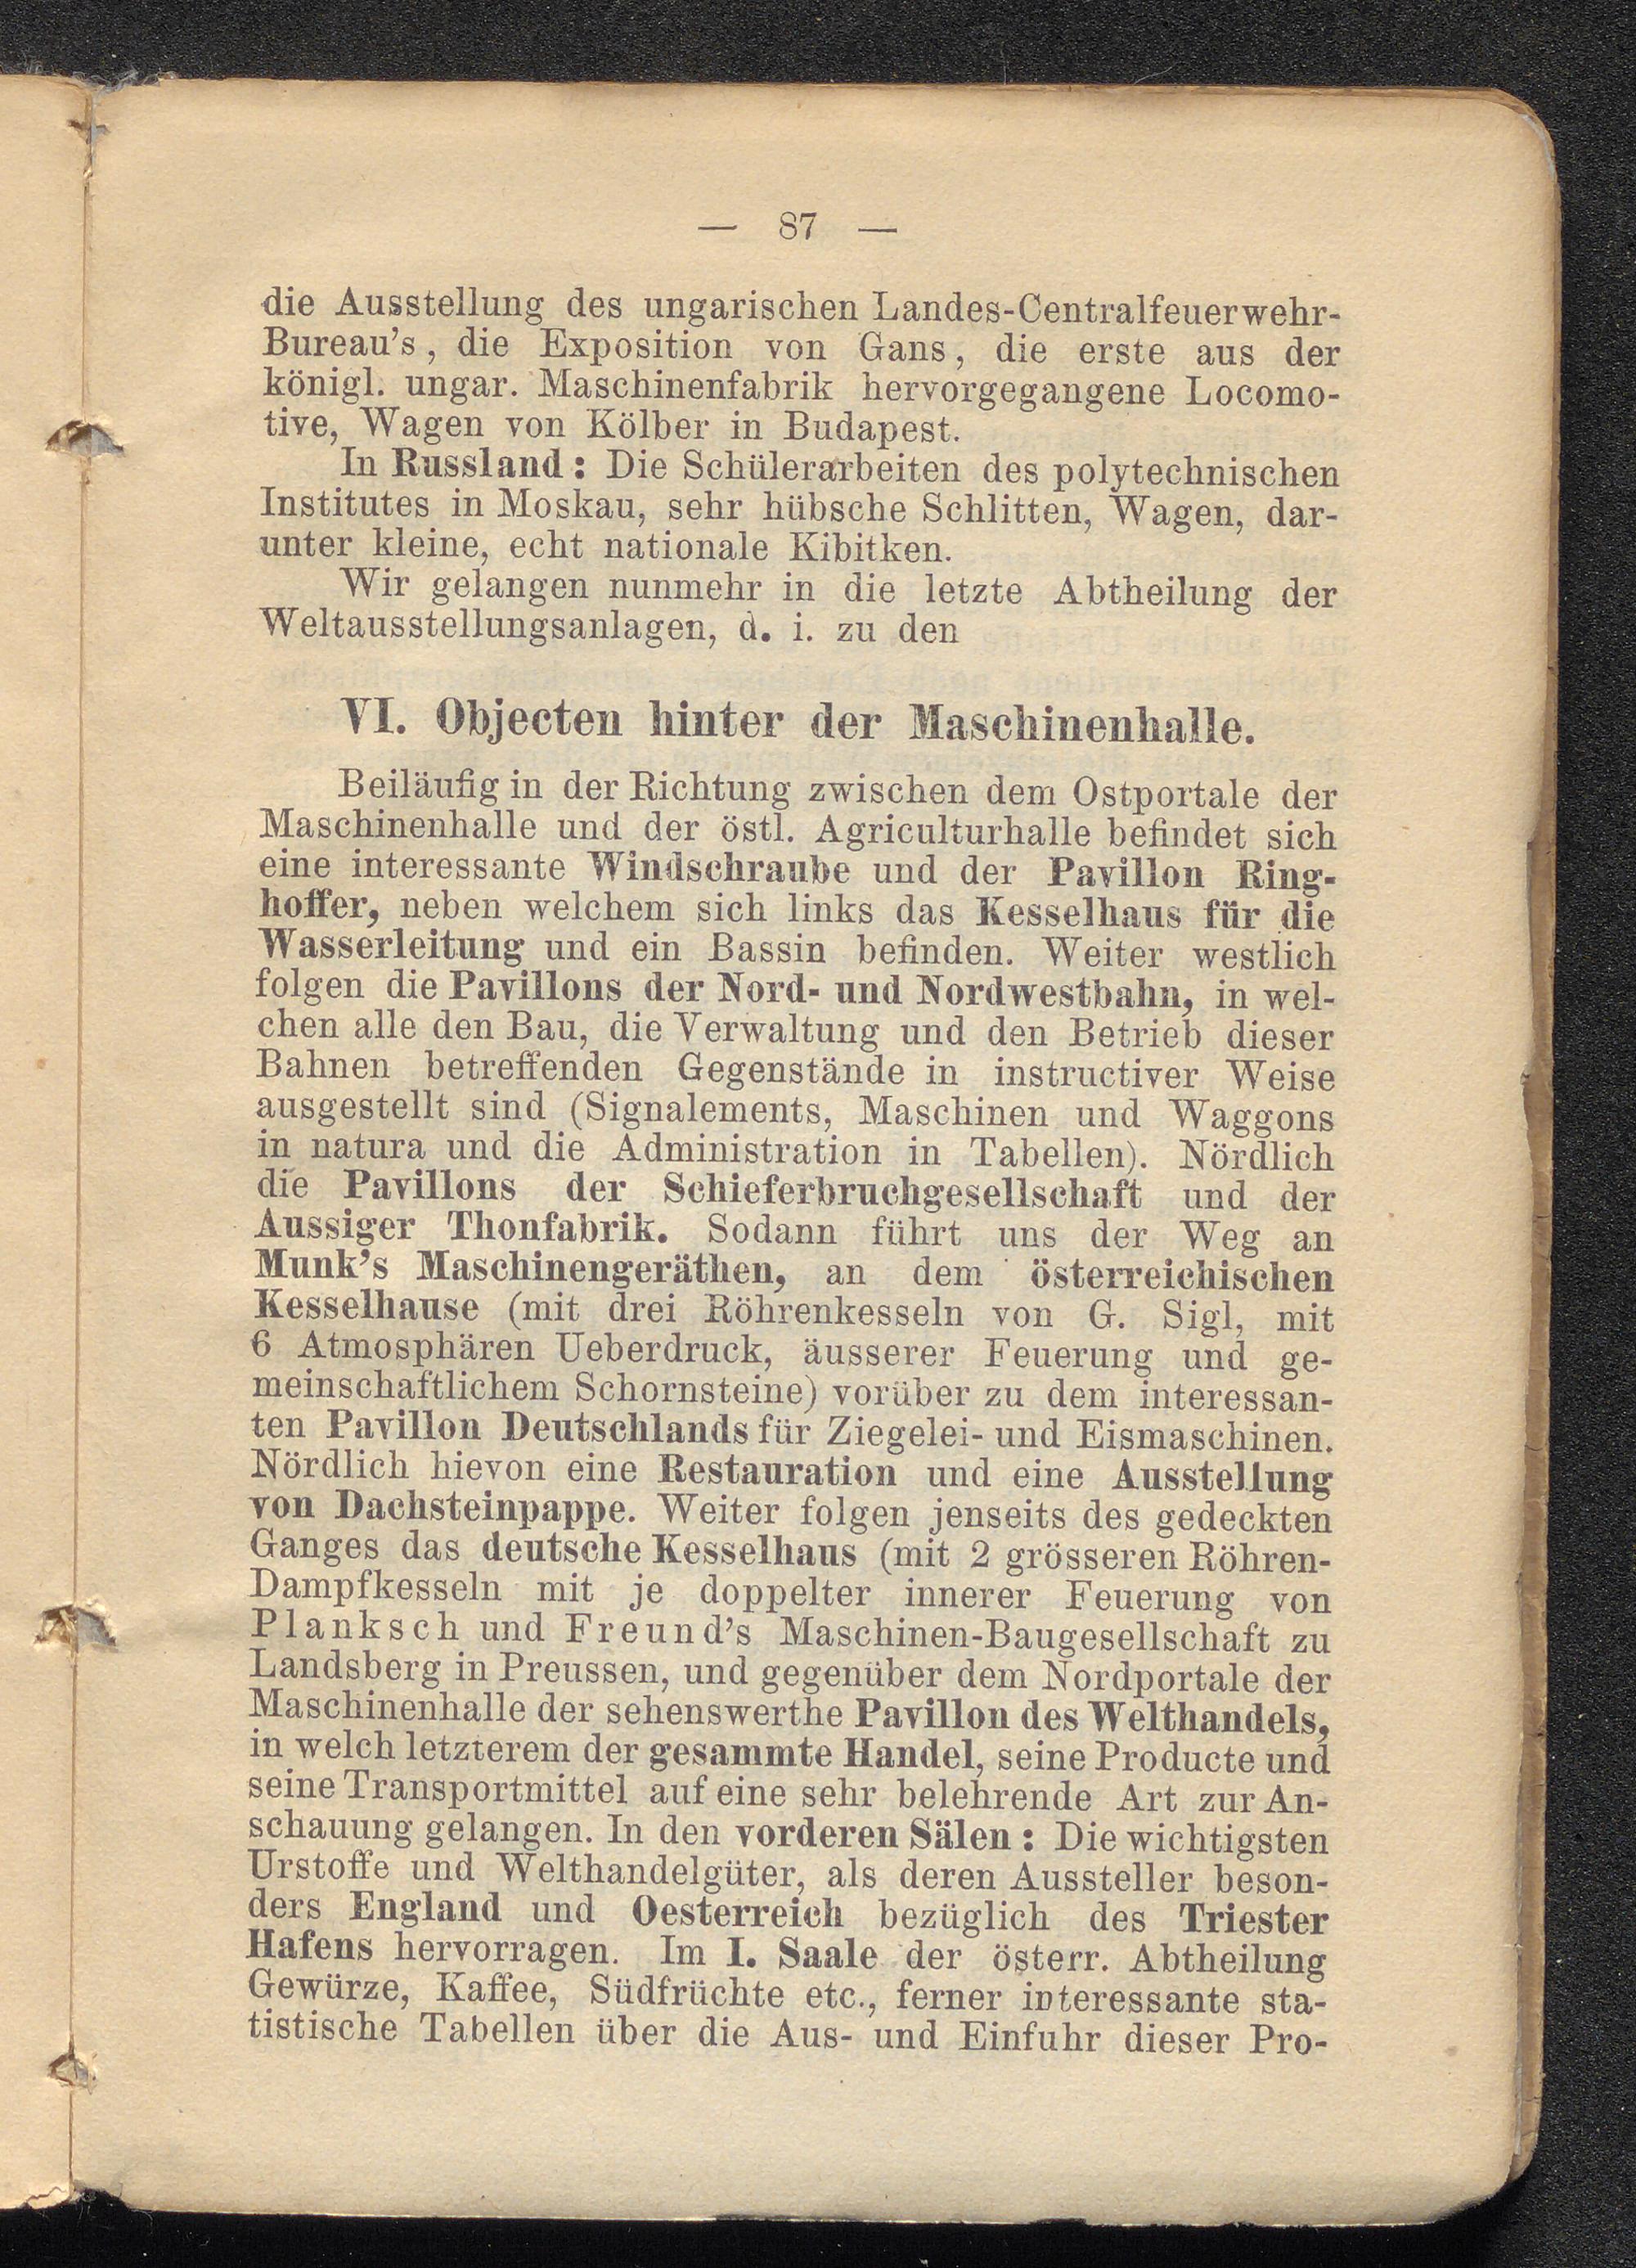 — 87 —
die Ausstellung des ungarischen Landes-Centralfeuerwehr-
Bureau's, die Exposition von Gans, die erste aus der
königl. ungar. Maschinenfabrik hervorgegangene Locomo-
tive, Wagen von Kölber in Budapest.
In Russland: Die Schülerarbeiten des polytechnischen
Institutes in Moskau, sehr hübsche Schlitten, Wagen, dar-
unter kleine, echt nationale Kibitken.
Wir gelangen nunmehr in die letzte Abtheilung der
Weltausstellungsanlagen, d. i. zu den
VI. Objecten hinter der Maschinenhalle.
Beiläufig in der Richtung zwischen dem Ostportale der
Maschinenhalle und der östl. Agriculturhalle befindet sich
eine interessante Windschraube und der Pavillon Ring-
hoffer, neben welchem sich links das Kesselhaus für die
Wasserleitung und ein Bassin befinden. Weiter westlich
folgen die Pavillons der Nord- und Nordwestbahn, in wel-
chen alle den Bau, die Verwaltung und den Betrieb dieser
Bahnen betreffenden Gegenstände in instructiver Weise
ausgestellt sind (Signalements, Maschinen und Waggons
in natura und die Administration in Tabellen). Nördlich
die Pavillons der Schieferbruchgesellschaft und der
Aussiger Thonfabrik. Sodann führt uns der Weg an
Munk's Maschinengeräthen, an dem österreichischen
Kesselhause (mit drei Röhrenkesseln von G. Sigl, mit
6 Atmosphären Ueberdruck, äusserer Feuerung und ge-
meinschaftlichem Schornsteine) vorüber zu dem interessan-
ten Pavillon Deutschlands für Ziegelei- und Eismaschinen.
Nördlich hievon eine Restauration und eine Ausstellung
von Dachsteinpappe. Weiter folgen jenseits des gedeckten
Ganges das deutsche Kesselhaus (mit 2 grösseren Röhren-
Dampfkesseln mit je doppelter innerer Feuerung von
Planksch und Freund's Maschinen-Baugesellschaft zu
Landsberg in Preussen, und gegenüber dem Nordportale der
Maschinenhalle der sehenswerthe Pavillon des Welthandels,
in welch letzterem der gesammte Handel, seine Producte und
seine Transportmittel auf eine sehr belehrende Art zur An-
schauung gelangen. In den vorderen Sälen: Die wichtigsten
Urstoffe und Welthandelgüter, als deren Aussteller beson-
ders England und Oesterreich bezüglich des Triester
Hafens hervorragen. Im I. Saale der österr. Abtheilung
Gewürze, Kaffee, Südfrüchte etc., ferner interessante sta-
tistische Tabellen über die Aus- und Einfuhr dieser Pro-